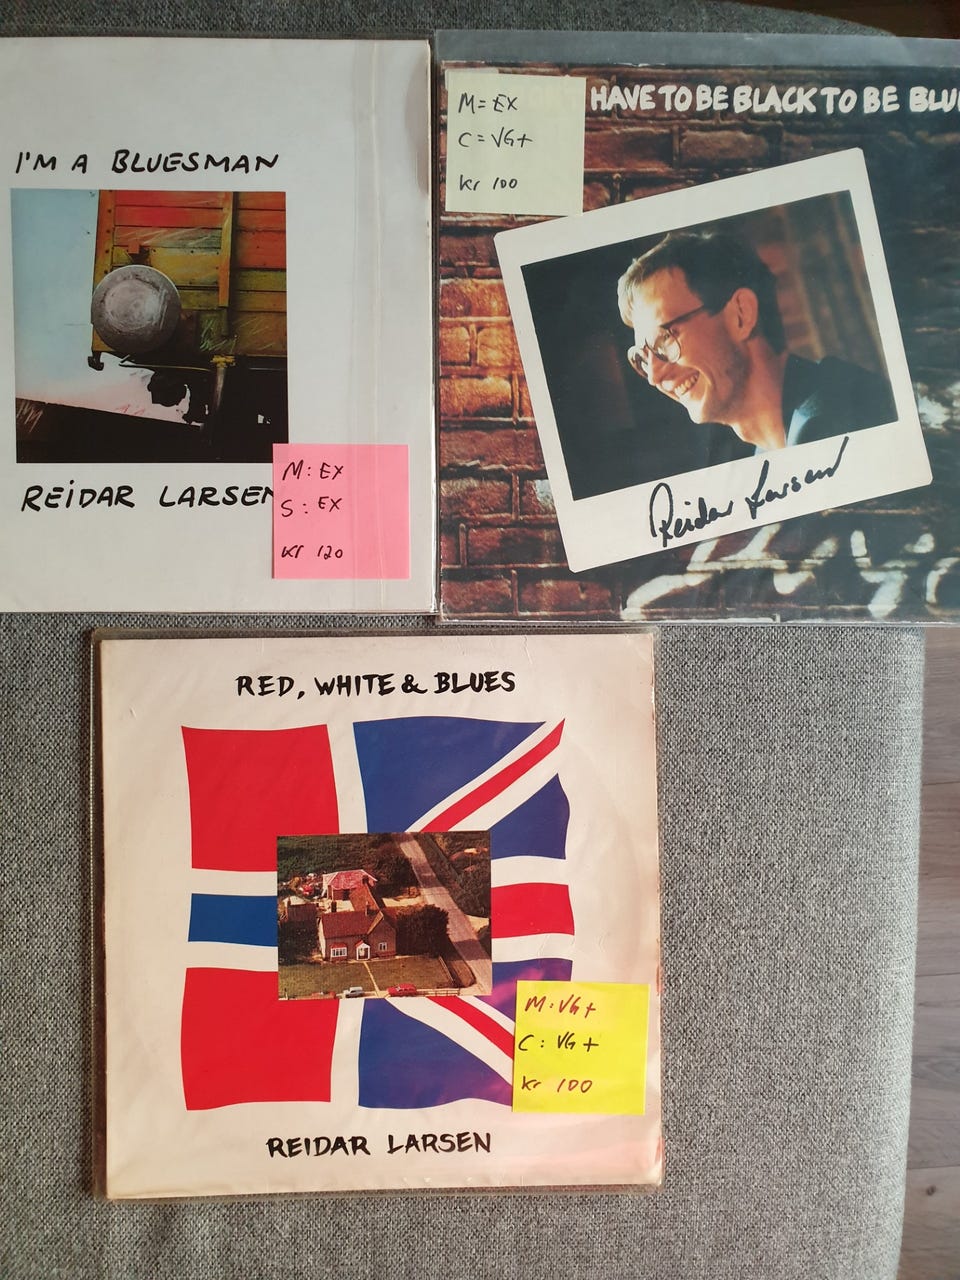 I'M A BLUESMAN
REIDAR LARSEN
M: EX
S: EX
Kr 120
HAVE TO BE BLACK TO BE
M= EX
C= VG+
Kr 100
Reidar Larsen
RED, WHITE & BLUES
M: VG+
C: VG+
Kr 100
REIDAR LARSEN